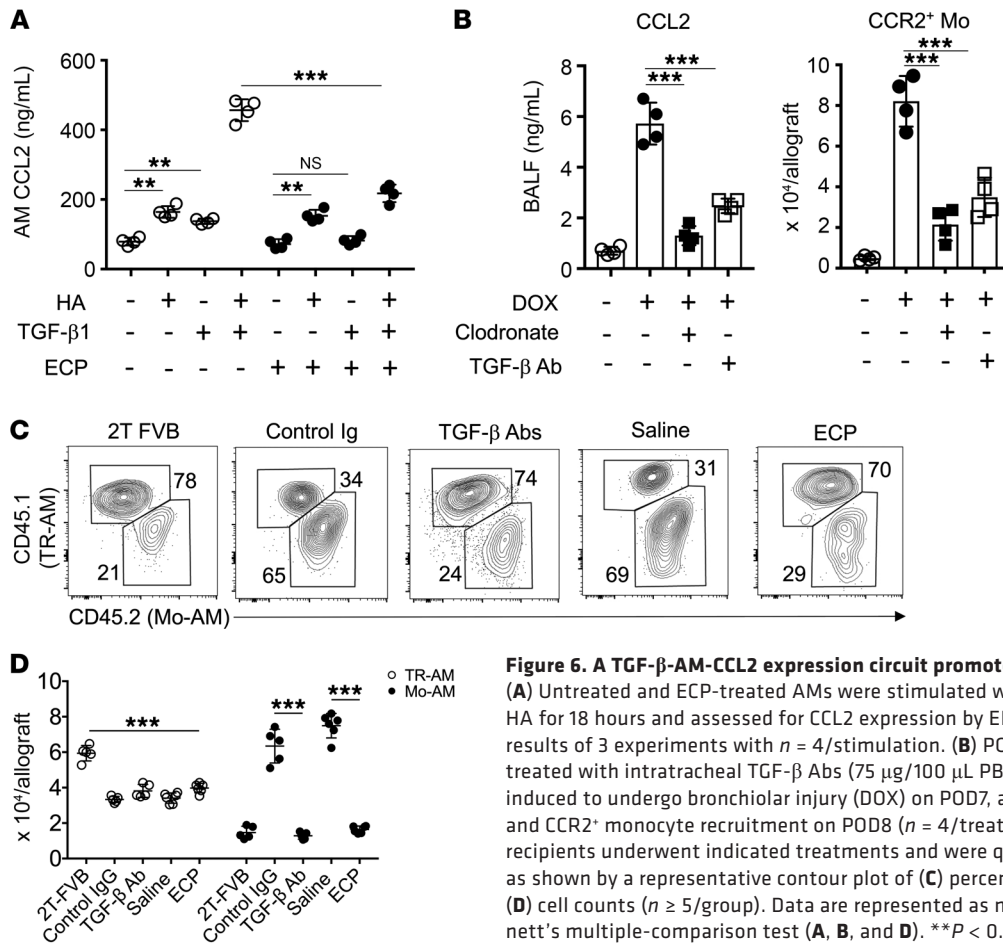 A
AM CCL2 (ng/mL)
600
400
200
0
**
**
***
**
NS
HA - + - + - + - +
TGF-β1 - - + + - - + +
ECP - - - - + + + +
B
CCL2
BALF (ng/mL)
8
6
4
2
0
***
***
CCR2+ Mo
x 10⁴/allograft
10
8
6
4
2
0
***
***
DOX - + + + - + + +
Clodronate - - + - - +
TGF-β Ab - - + - - +
C
2T FVB
Control Ig
TGF-β Abs
Saline
ECP
CD45.1
(TR-AM)
78
21
34
65
74
24
31
69
70
29
CD45.2 (Mo-AM)
D
x 10⁴/allograft
10
8
6
4
2
0
TR-AM
Mo-AM
***
***
***
2T-FVB
Control IgG
TGF-β Ab
Saline
ECP
2T-FVB
Control IgG
TGF-β Ab
Saline
ECP
Figure 6. A TGF-β-AM-CCL2 expression circuit promot
(A) Untreated and ECP-treated AMs were stimulated w
HA for 18 hours and assessed for CCL2 expression by E
results of 3 experiments with n = 4/stimulation. (B) PO
treated with intratracheal TGF-β Abs (75 μg/100 μL PB
induced to undergo bronchiolar injury (DOX) on POD7, a
and CCR2+ monocyte recruitment on POD8 (n = 4/treat
recipients underwent indicated treatments and were q
as shown by a representative contour plot of (C) percen
(D) cell counts (n ≥ 5/group). Data are represented as n
nett's multiple-comparison test (A, B, and D). **P < 0.